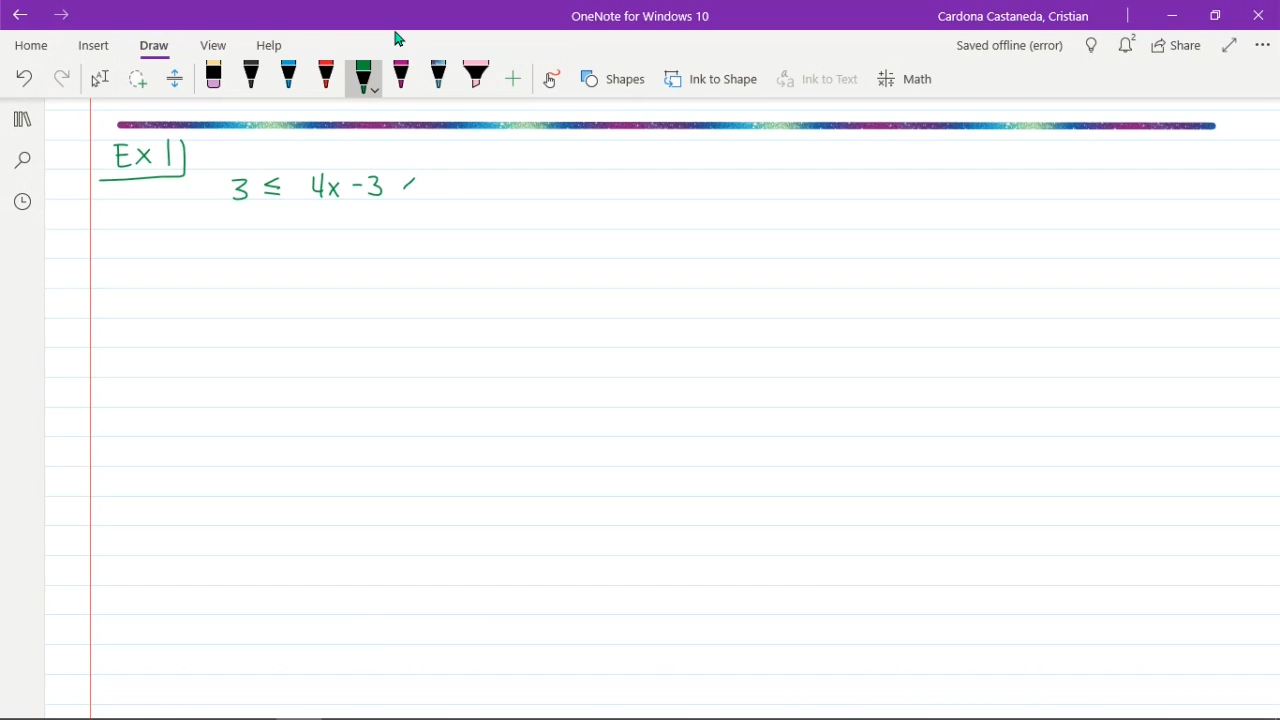 OneNote for Windows 10
Cardona Castaneda, Cristian
Home Insert Draw View Help
Saved offline (error)
2
Share
Shapes
Ink to Shape
Ink to Text
Math
Ex 1
3 ≤ 4x - 3